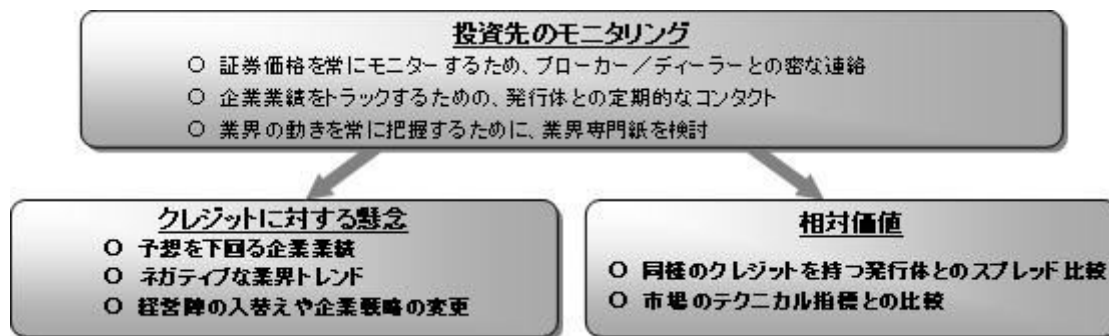 投資先のモニタリング
○ 証券価格を常にモニターするため、ブローカー／ディーラーとの密な連絡
○ 企業業績をトラックするための、発行体との定期的なコンタクト
○ 業界の動きを常に把握するために、業界専門紙を検討
クレジットに対する懸念
○ 予想を下回る企業業績
○ ネガティブな業界トレンド
○ 経営陣の入替えや企業戦略の変更
相対価値
○ 同様のクレジットを持つ発行体とのスプレッド比較
○ 市場のテクニカル指標との比較